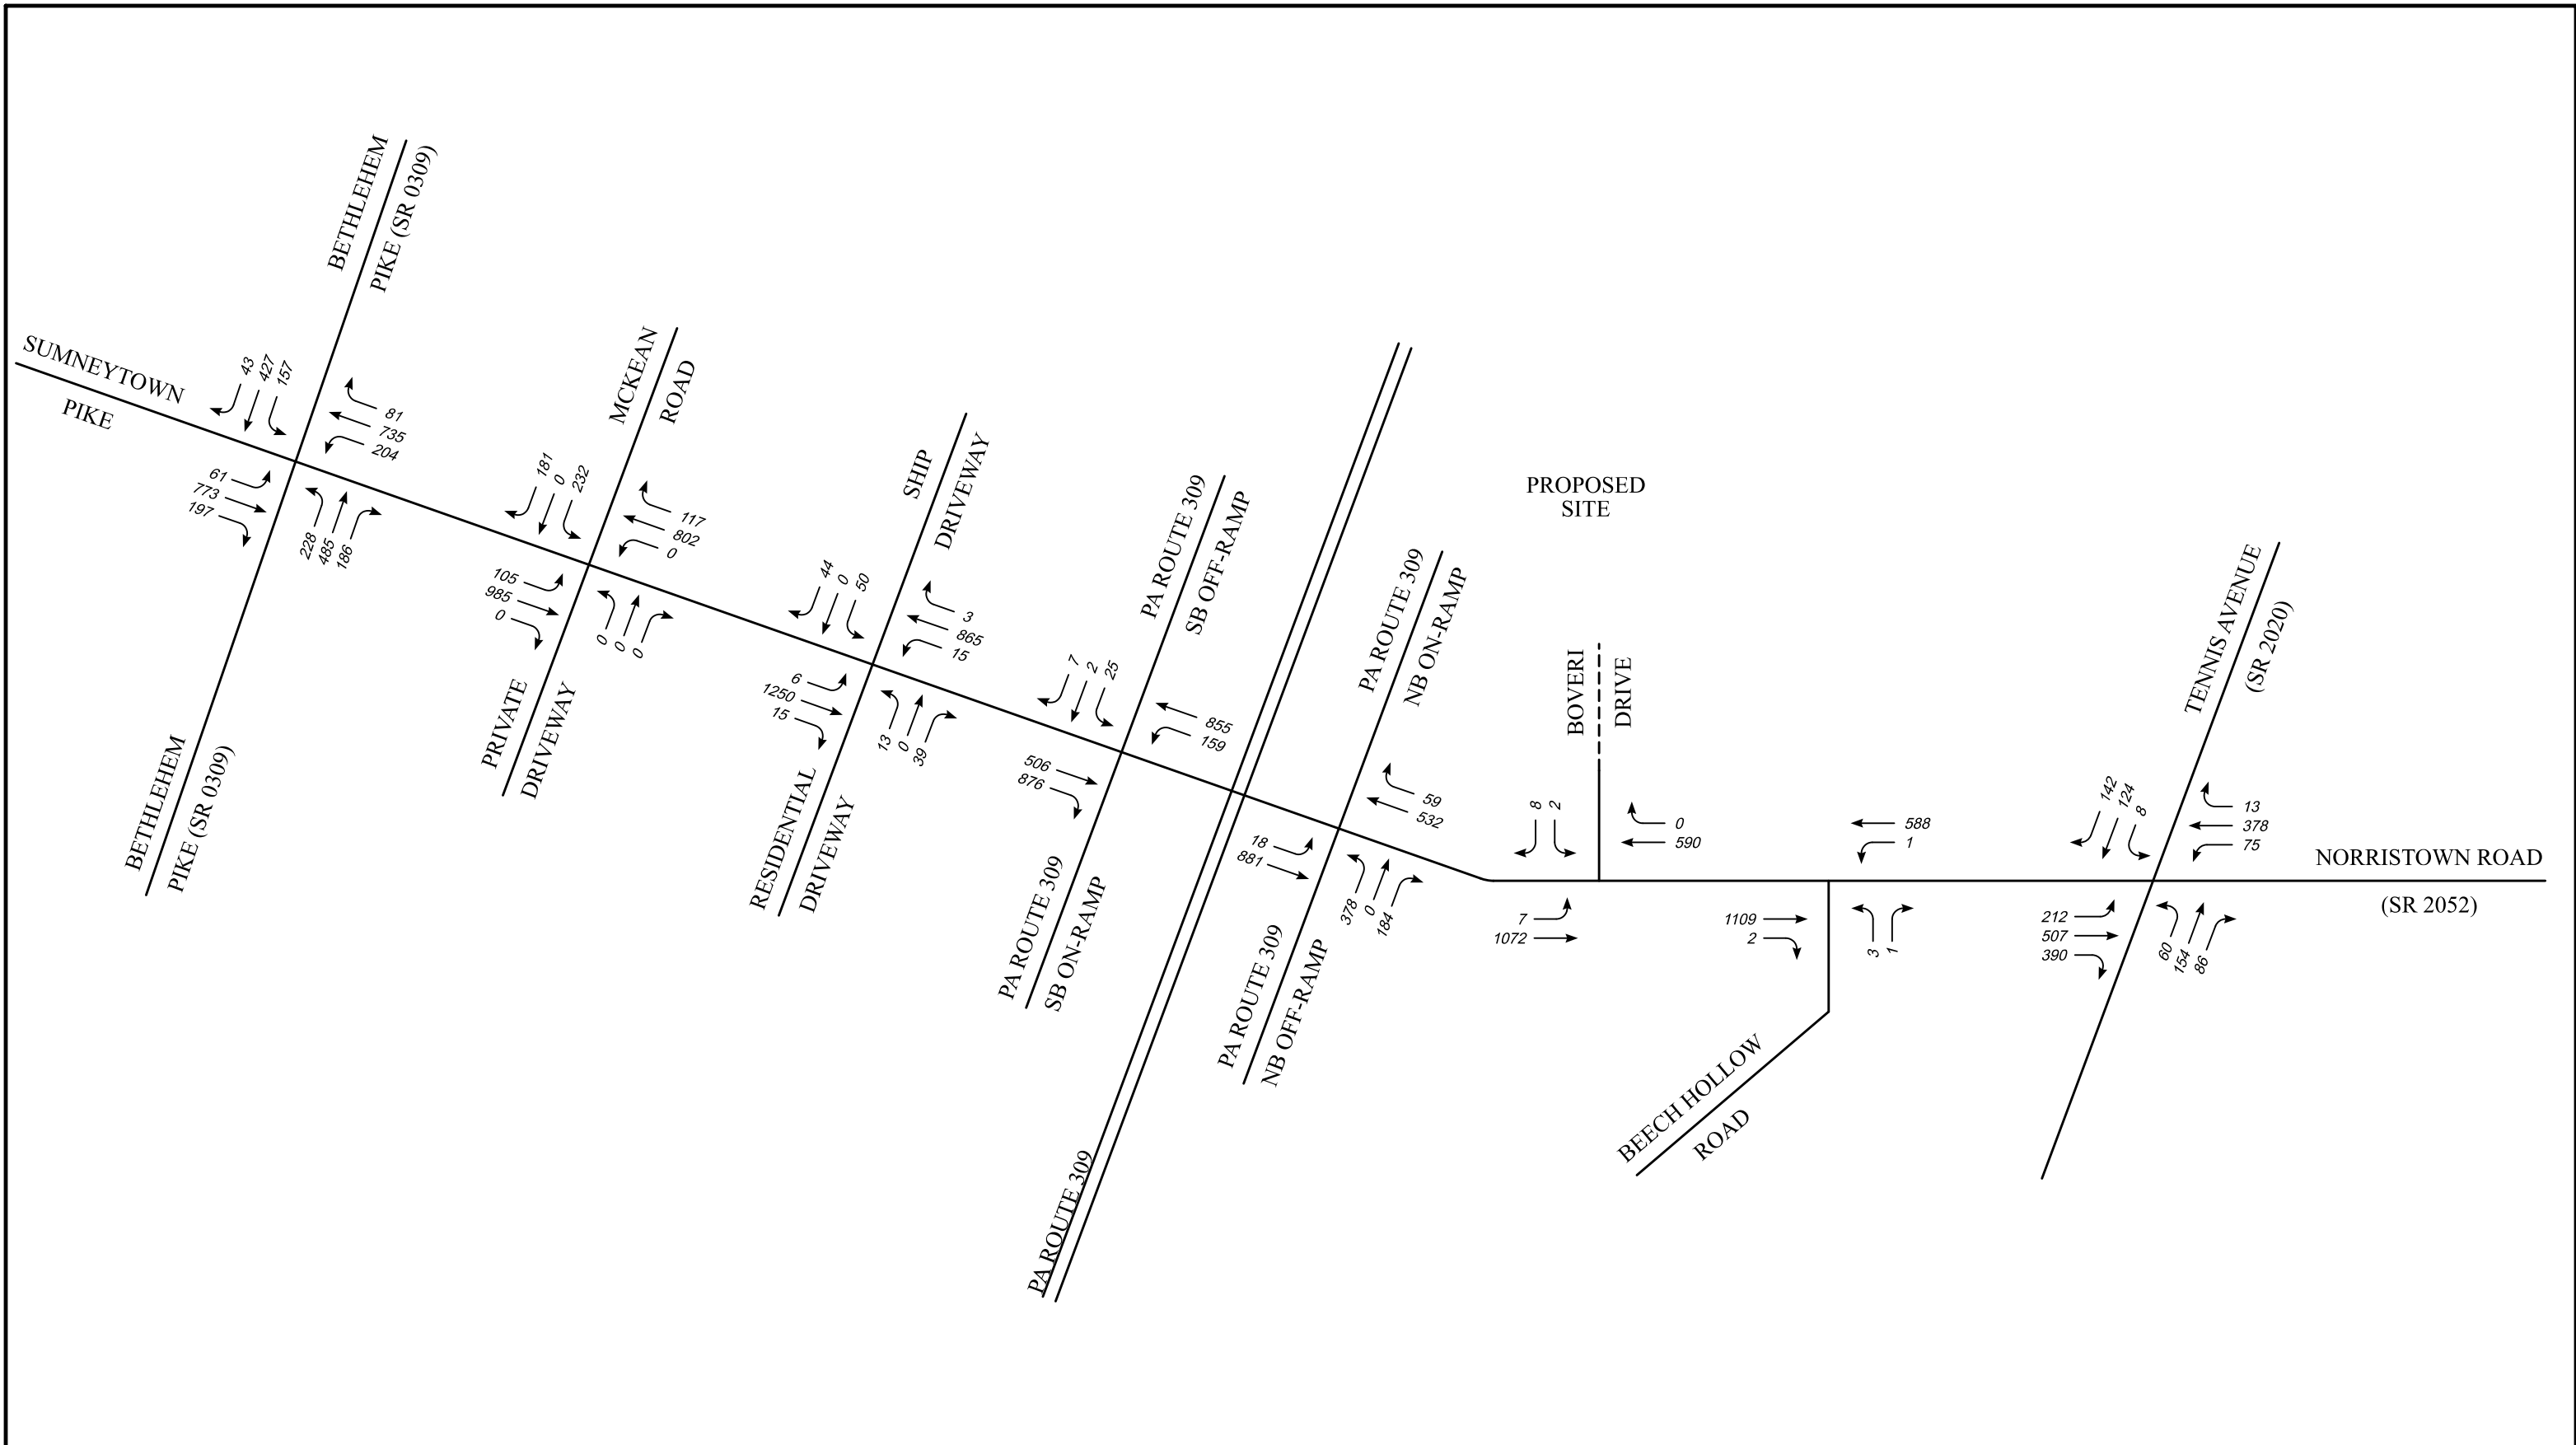 BETHLEHEM
PIKE (SR 0309)
SUMNEYTOWN
PIKE
43
427
157
81
735
204
61
773
197
228
485
186
BETHLEHEM
PIKE (SR 0309)
MCKEAN
ROAD
181
0
232
117
802
0
105
985
0
0
0
0
PRIVATE
DRIVEWAY
SHIP
DRIVEWAY
44
0
50
3
865
15
6
1250
15
13
0
39
RESIDENTIAL
DRIVEWAY
PA ROUTE 309
SB OFF-RAMP
7
2
25
855
159
506
876
PA ROUTE 309
SB ON-RAMP
PA ROUTE 309
PA ROUTE 309
NB ON-RAMP
59
532
18
881
378
0
184
PA ROUTE 309
NB OFF-RAMP
PROPOSED
SITE
BOVERI
DRIVE
8
2
0
590
7
1072
588
1
1109
2
3
1
BEECH HOLLOW
ROAD
TENNIS AVENUE
(SR 2020)
142
124
8
13
378
75
212
507
390
60
154
86
NORRISTOWN ROAD
(SR 2052)